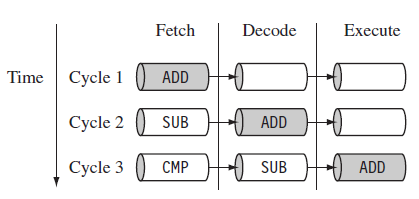 Fetch Decode Execute
Time Cycle 1 ADD
Cycle 2 SUB ADD
Cycle 3 CMP SUB ADD